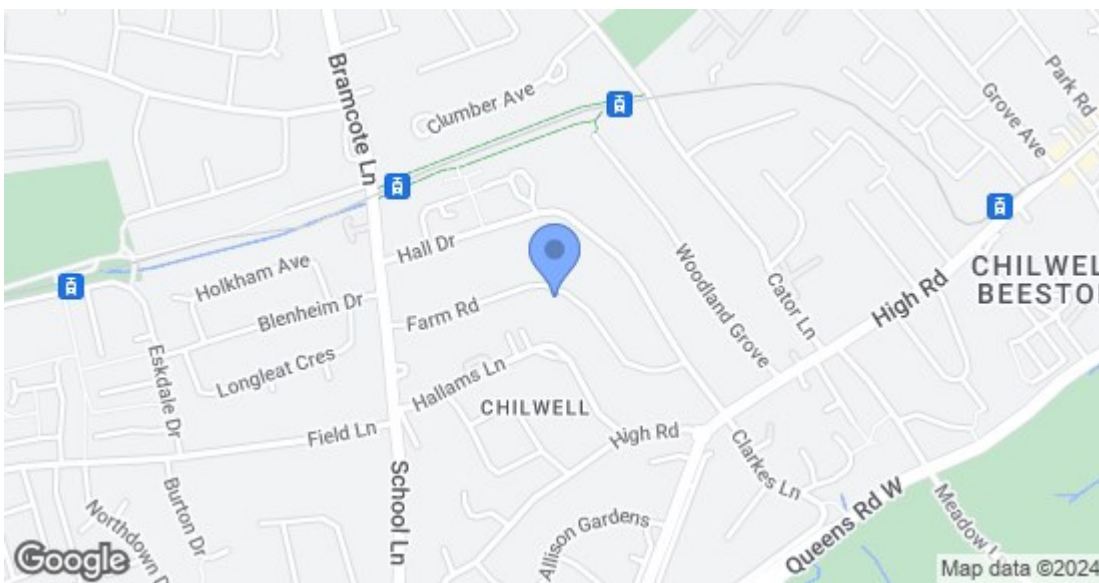 Bramcote Ln
Clumber Ave
Park Rd
Grove Ave
Hall Dr
Holkham Ave
Blenheim Dr
Farm Rd
Woodland Grove
Cator Ln
High Rd
CHILWELL
BEESTO
Eskdale Dr
Longleat Cres
Hallams Ln
CHILWELL
Field Ln
High Rd
School Ln
Clarkes Ln
Burton Dr
Northdown D
Allison Gardens
Queens Rd W
Meadow L
Google
Map data ©2024